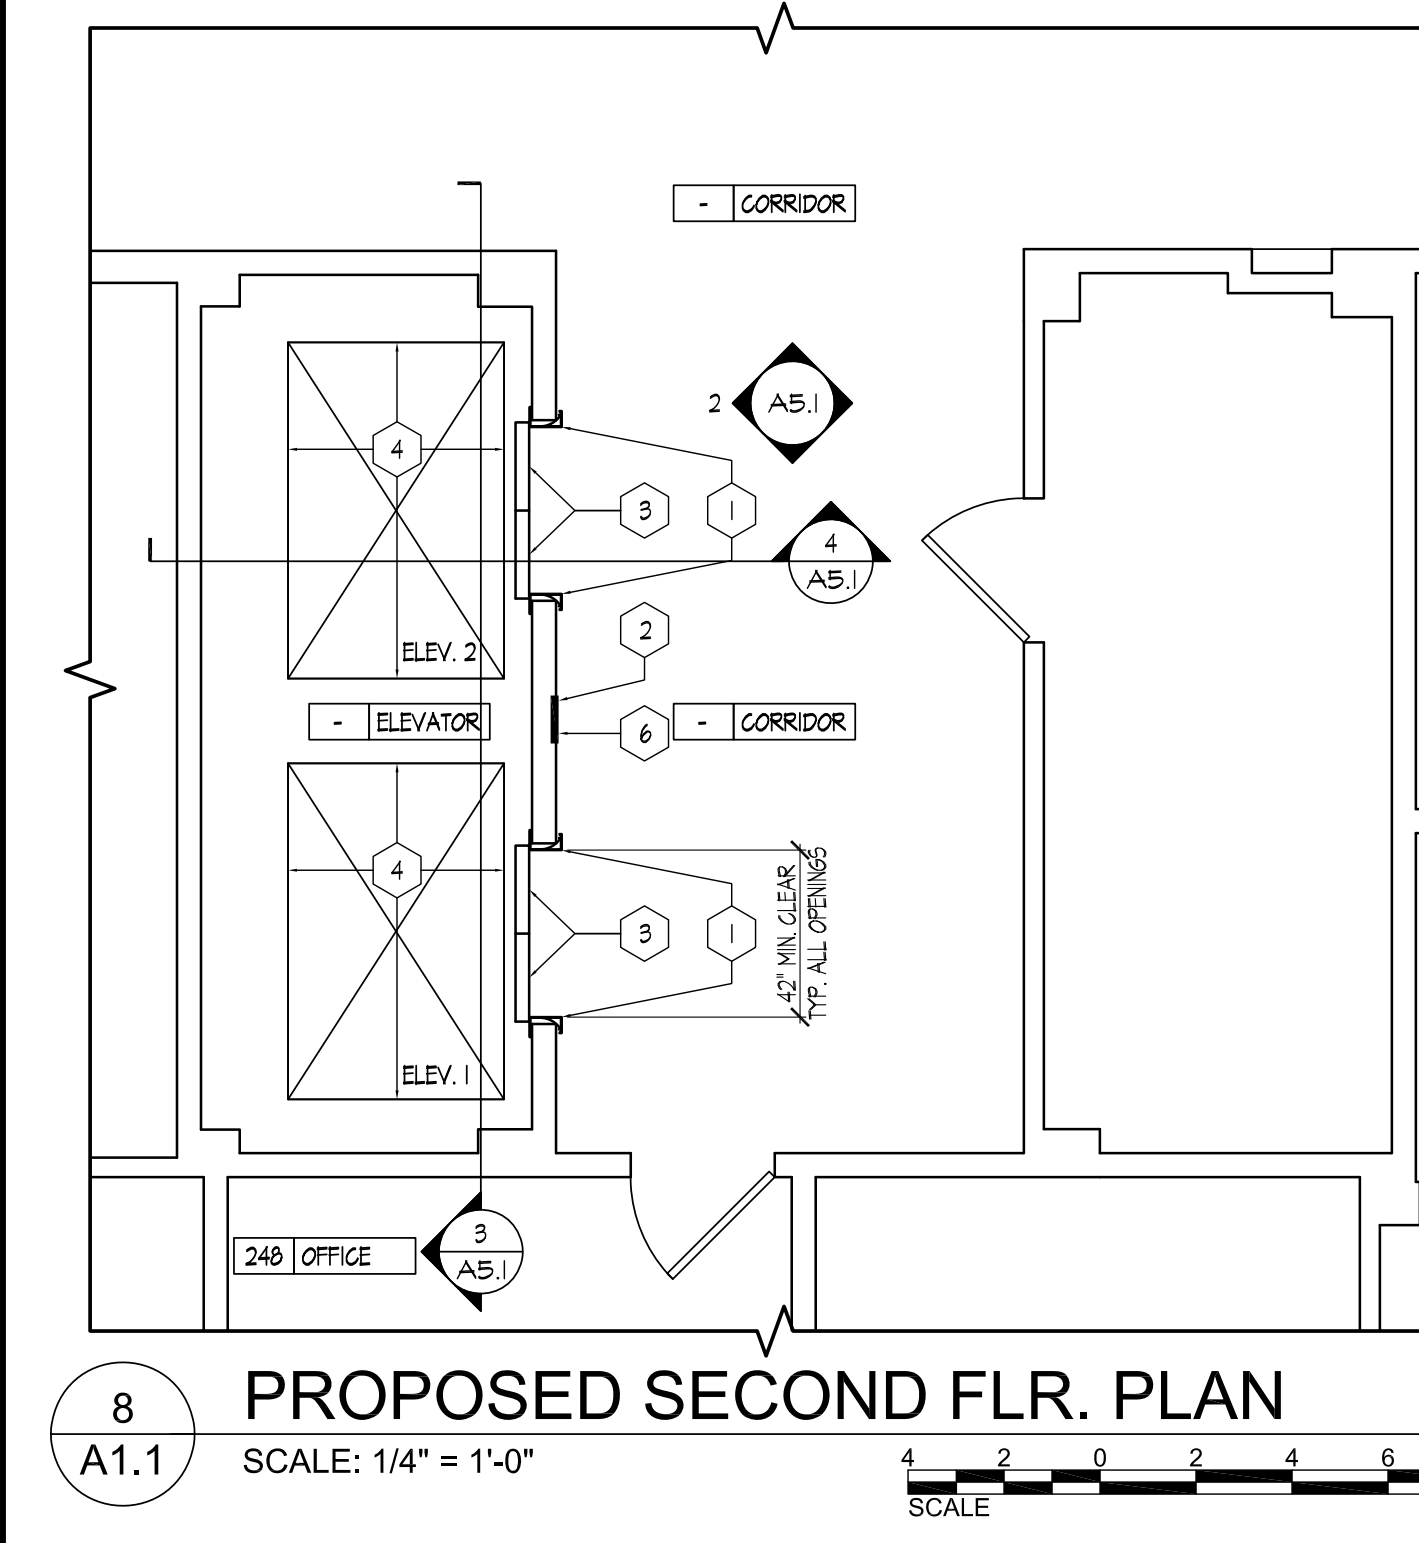 - CORRIDOR
2 A5.1
4
3
1
4
A5.1
2
ELEV. 2
- ELEVATOR
6
- CORRIDOR
4
3
1
42" MIN. CLEAR
TYP. ALL OPENINGS
ELEV. 1
248 OFFICE
3
A5.1
8
A1.1
PROPOSED SECOND FLR. PLAN
SCALE: 1/4" = 1'-0"
4 2 0 2 4 6
SCALE